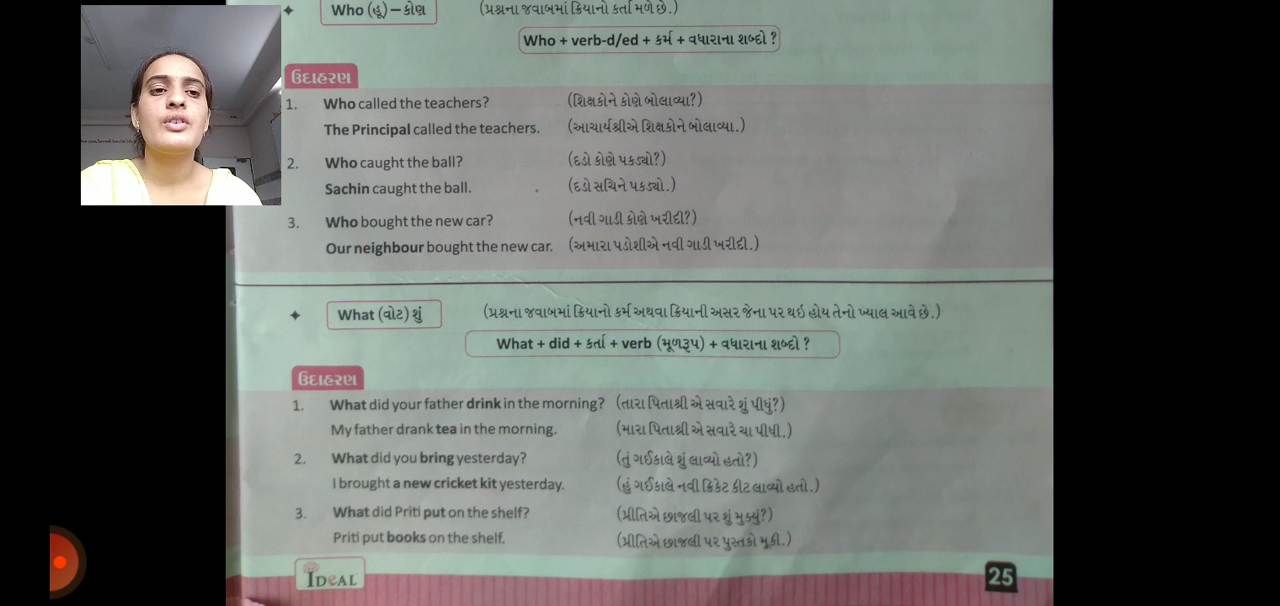 Who (હૂ) – કોણ (પ્રશ્નના જવાબમાં ક્રિયાનો કર્તા મળે છે.)
Who + verb-d/ed + કર્મ + વધારાના શબ્દો ?
ઉદાહરણ
1. Who called the teachers? (શિક્ષકોને કોણે બોલાવ્યા?)
The Principal called the teachers. (આચાર્યશ્રીએ શિક્ષકોને બોલાવ્યા.)
2. Who caught the ball? (દડો કોણે પકડ્યો?)
Sachin caught the ball. (દડો સચિને પકડ્યો.)
3. Who bought the new car? (નવી ગાડી કોણે ખરીદી?)
Our neighbour bought the new car. (અમારા પડોશીએ નવી ગાડી ખરીદી.)
What (વોટ) શું (પ્રશ્નના જવાબમાં ક્રિયાનો કર્મ અથવા ક્રિયાની અસર જેના પર થઇ હોય તેનો ખ્યાલ આવે છે.)
What + did + કર્તા + verb (મૂળરૂપ) + વધારાના શબ્દો ?
ઉદાહરણ
1. What did your father drink in the morning? (તારા પિતાશ્રી એ સવારે શું પીધું?)
My father drank tea in the morning. (મારા પિતાશ્રી એ સવારે ચા પીધી.)
2. What did you bring yesterday? (તું ગઈકાલે શું લાવ્યો હતો?)
I brought a new cricket kit yesterday. (હું ગઈકાલે નવી ક્રિકેટ કીટ લાવ્યો હતો.)
3. What did Priti put on the shelf? (પ્રીતિએ છાજલી પર શું મુક્યું?)
Priti put books on the shelf. (પ્રીતિએ છાજલી પર પુસ્તકો મૂકી.)
IDEAL
25